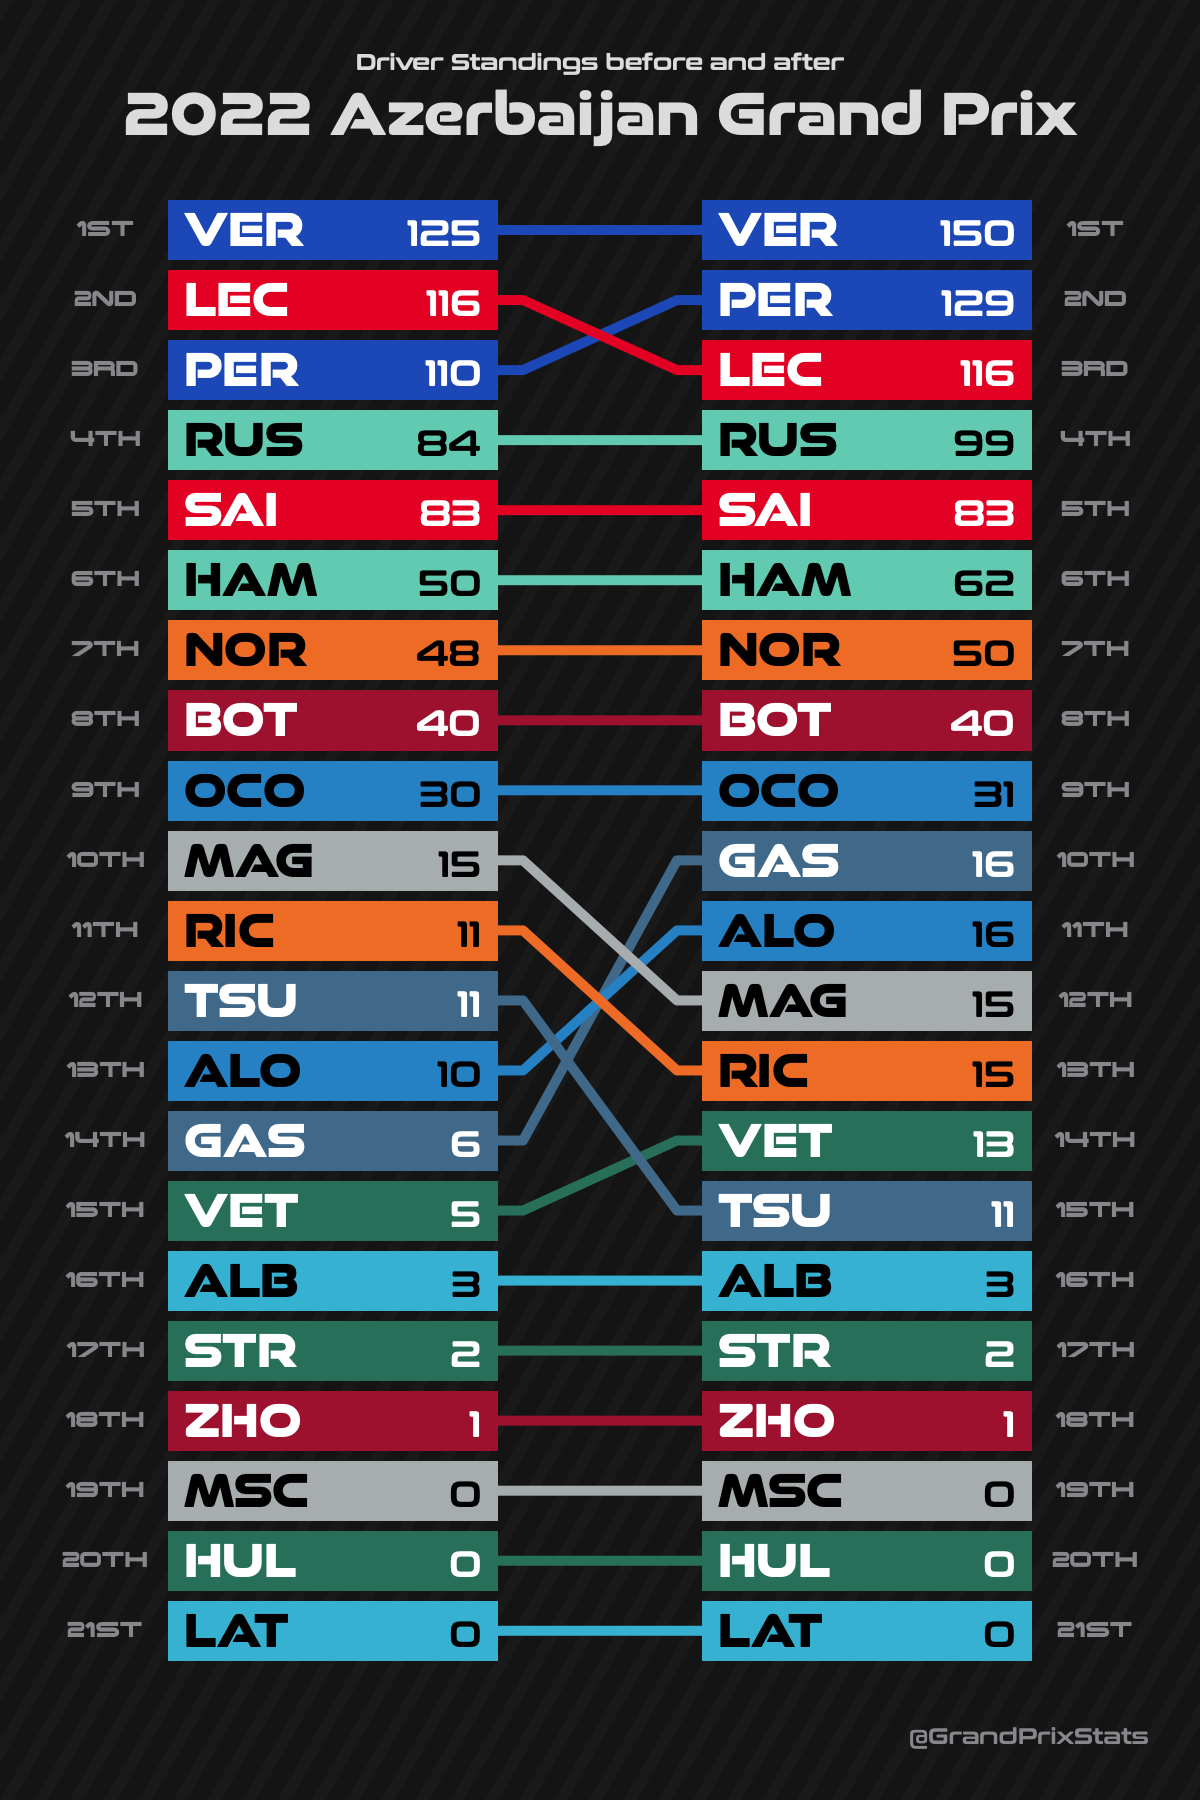 Driver Standings before and after
2022 Azerbaijan Grand Prix
1ST VER 125 VER 150 1ST
2ND LEC 116 PER 129 2ND
3RD PER 110 LEC 116 3RD
4TH RUS 84 RUS 99 4TH
5TH SAI 83 SAI 83 5TH
6TH HAM 50 HAM 62 6TH
7TH NOR 48 NOR 50 7TH
8TH BOT 40 BOT 40 8TH
9TH OCO 30 OCO 31 9TH
10TH MAG 15 GAS 16 10TH
11TH RIC 11 ALO 16 11TH
12TH TSU 11 MAG 15 12TH
13TH ALO 10 RIC 15 13TH
14TH GAS 6 VET 13 14TH
15TH VET 5 TSU 11 15TH
16TH ALB 3 ALB 3 16TH
17TH STR 2 STR 2 17TH
18TH ZHO 1 ZHO 1 18TH
19TH MSC 0 MSC 0 19TH
20TH HUL 0 HUL 0 20TH
21ST LAT 0 LAT 0 21ST
@GrandPrixStats